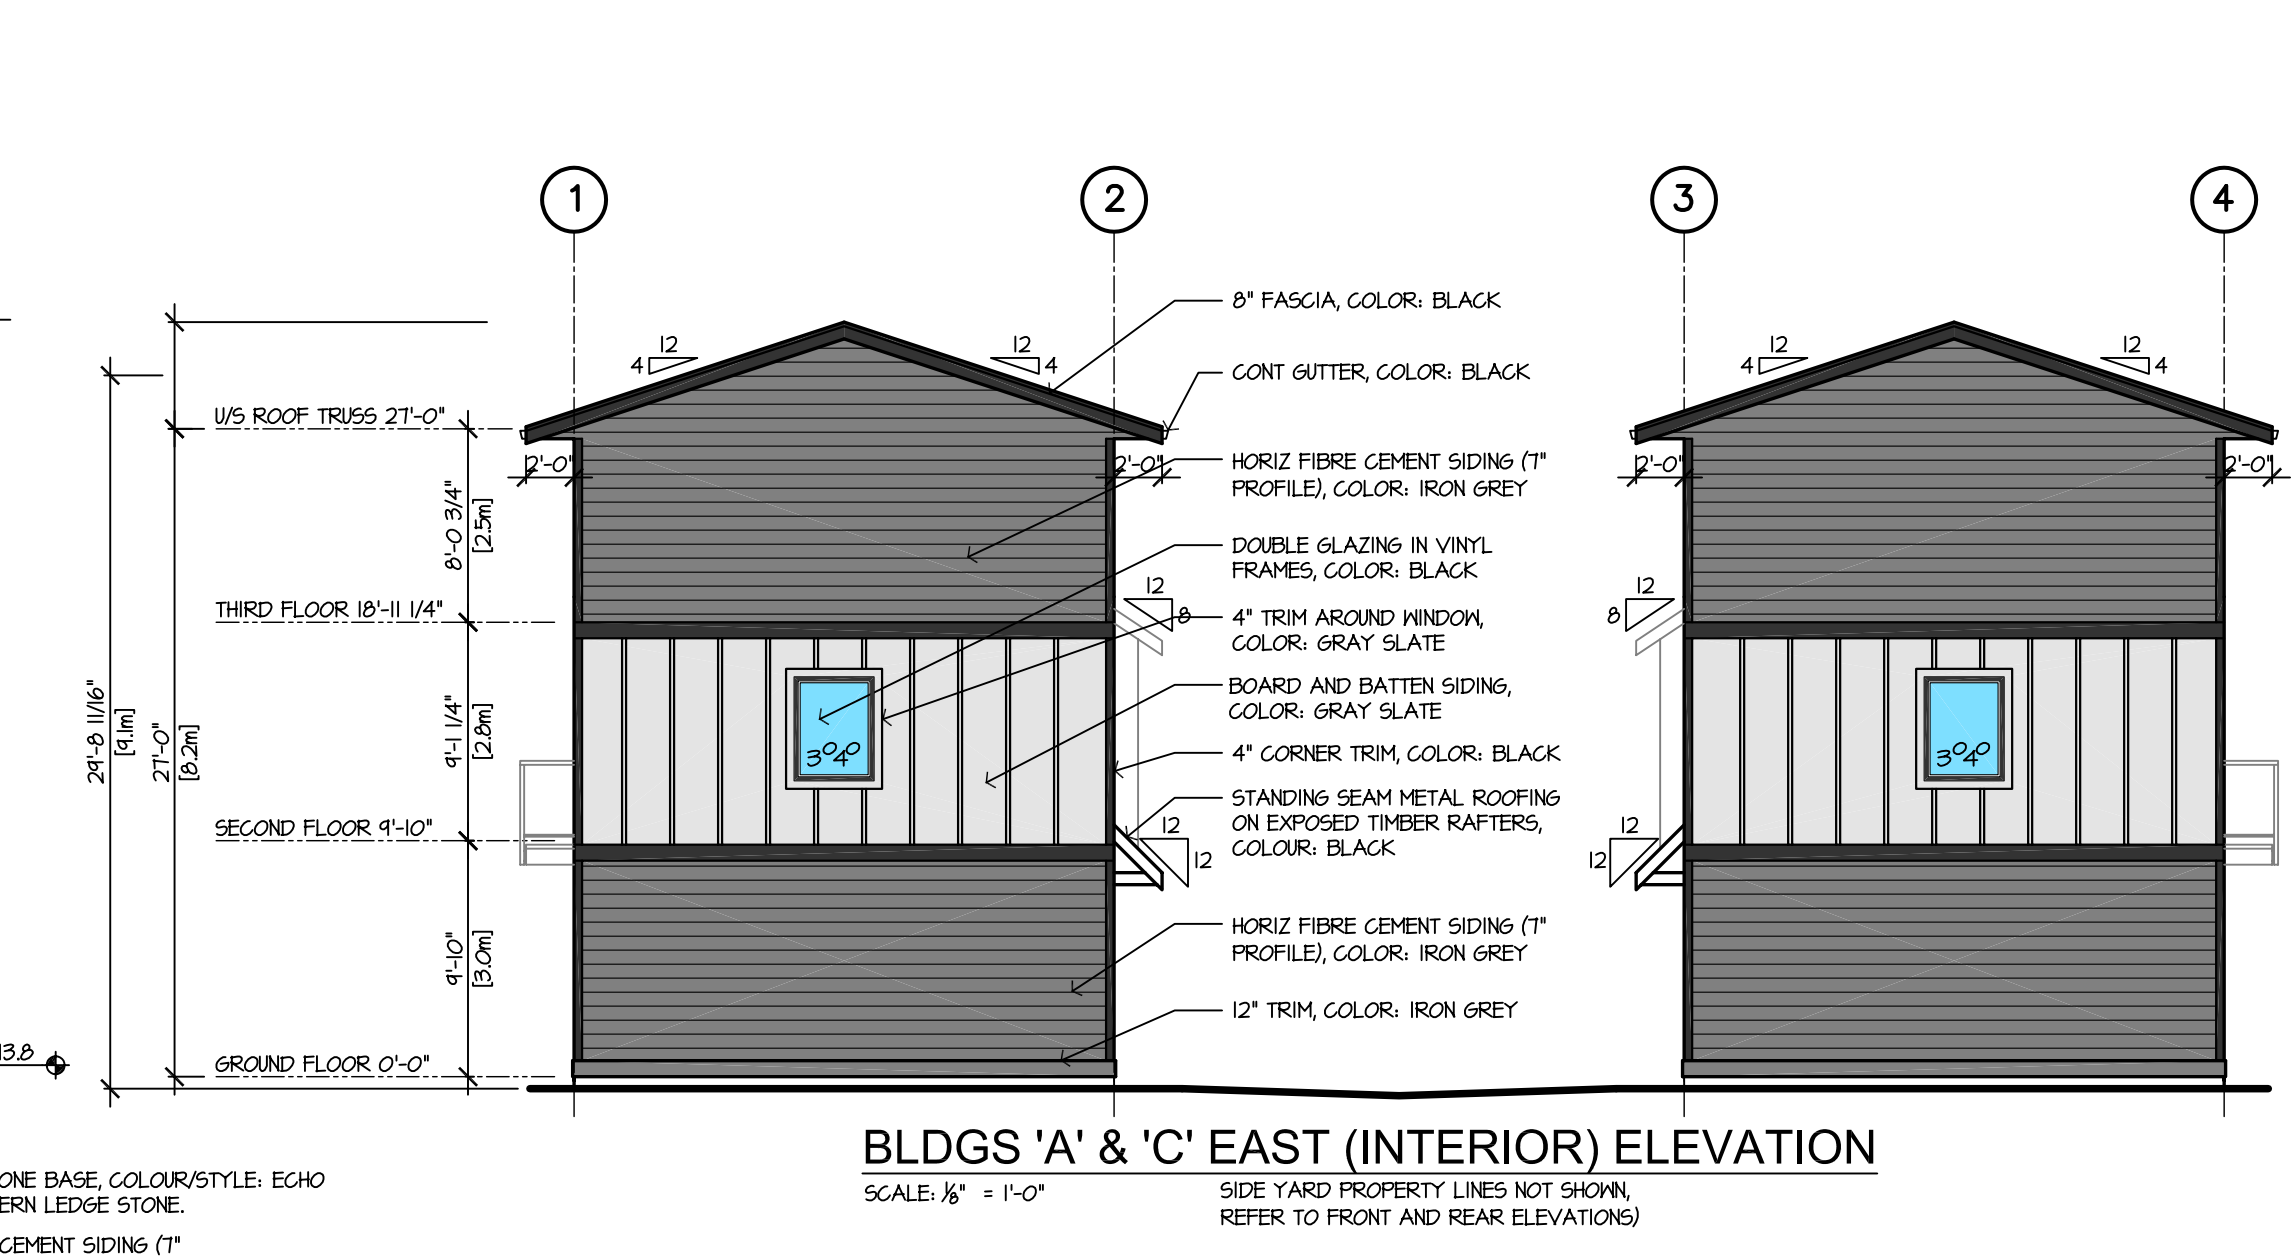 1
2
3
4
8" FASCIA, COLOR: BLACK
12
4
12
4
12
4
12
4
CONT GUTTER, COLOR: BLACK
U/S ROOF TRUSS 27'-0"
2'-0"
2'-0"
2'-0"
2'-0"
HORIZ FIBRE CEMENT SIDING (7"
PROFILE), COLOR: IRON GREY
8'-0 3/4"
[2.5m]
DOUBLE GLAZING IN VINYL
FRAMES, COLOR: BLACK
12
8
12
8
THIRD FLOOR 18'-11 1/4"
4" TRIM AROUND WINDOW,
COLOR: GRAY SLATE
BOARD AND BATTEN SIDING,
COLOR: GRAY SLATE
29'-8 11/16"
[9.1m]
27'-0"
[8.2m]
9'-1 1/4"
[2.8m]
3⁰4⁰
3⁰4⁰
4" CORNER TRIM, COLOR: BLACK
STANDING SEAM METAL ROOFING
ON EXPOSED TIMBER RAFTERS,
COLOUR: BLACK
SECOND FLOOR 9'-10"
12
12
12
12
9'-10"
[3.0m]
HORIZ FIBRE CEMENT SIDING (7"
PROFILE), COLOR: IRON GREY
12" TRIM, COLOR: IRON GREY
13.8
GROUND FLOOR 0'-0"
BLDGS 'A' & 'C' EAST (INTERIOR) ELEVATION
SCALE: ⅛" = 1'-0"
SIDE YARD PROPERTY LINES NOT SHOWN,
REFER TO FRONT AND REAR ELEVATIONS)
ONE BASE, COLOUR/STYLE: ECHO
ERN LEDGE STONE.
CEMENT SIDING (7"